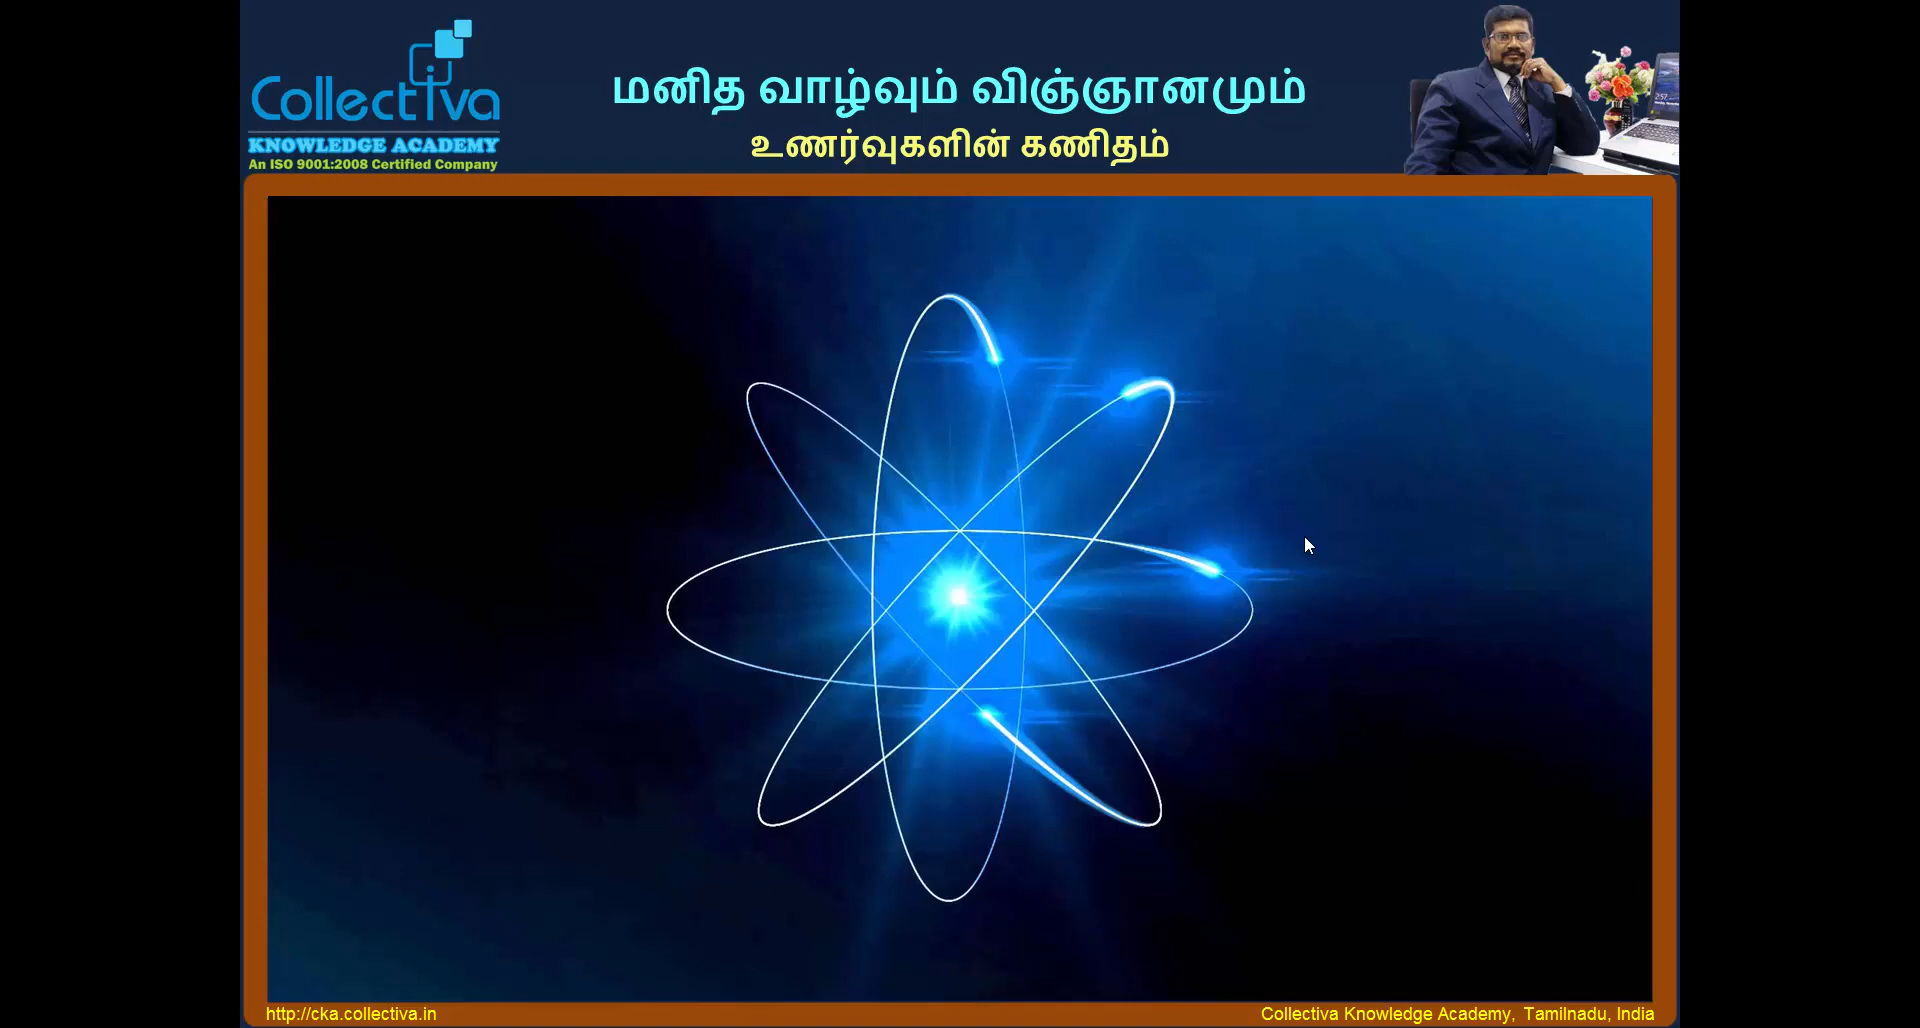 Collectiva
KNOWLEDGE ACADEMY
An ISO 9001:2008 Certified Company
மனித வாழ்வும் விஞ்ஞானமும்
உணர்வுகளின் கணிதம்
http://cka.collectiva.in
Collectiva Knowledge Academy, Tamilnadu, India